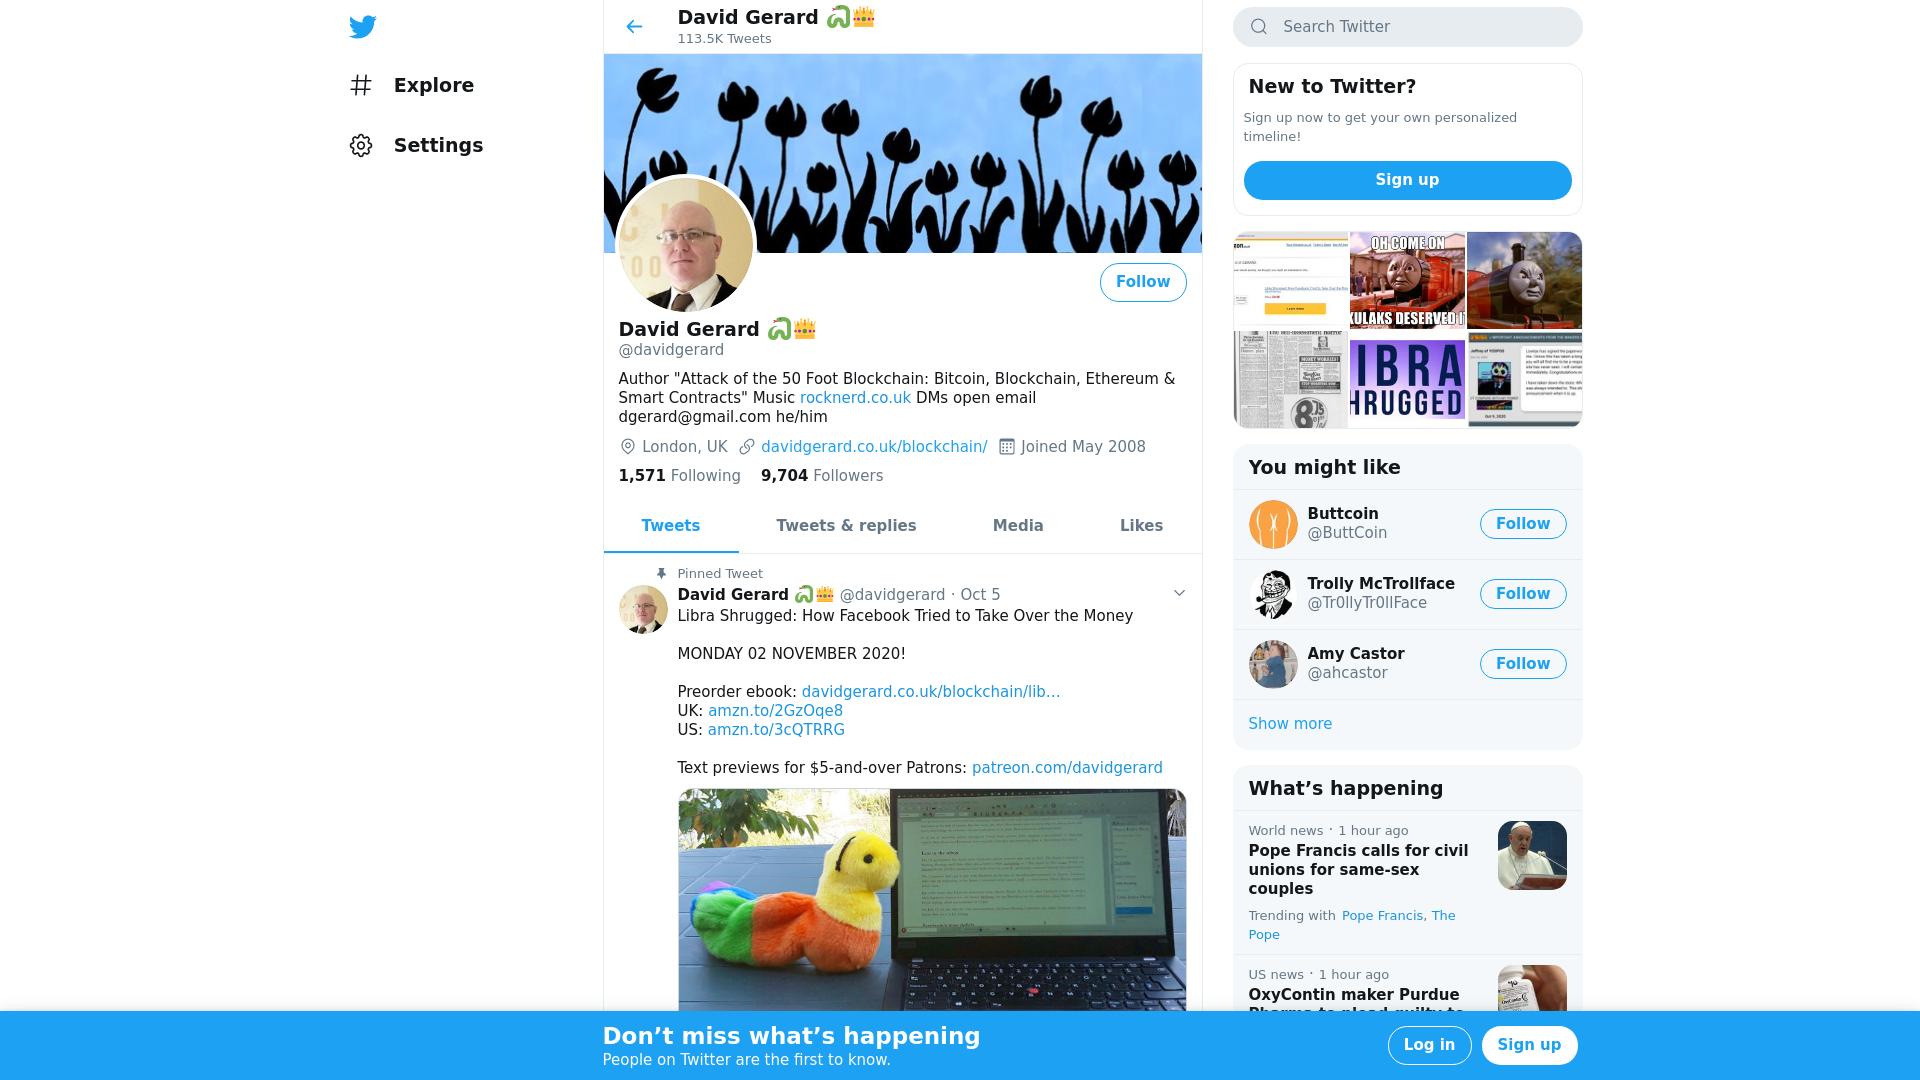 Explore
Settings
David Gerard
113.5K Tweets
Follow
David Gerard
@davidgerard
Author "Attack of the 50 Foot Blockchain: Bitcoin, Blockchain, Ethereum &
Smart Contracts" Music rocknerd.co.uk DMs open email
dgerard@gmail.com he/him
London, UK davidgerard.co.uk/blockchain/ Joined May 2008
1,571 Following 9,704 Followers
Tweets Tweets & replies Media Likes
Pinned Tweet
David Gerard @davidgerard · Oct 5
Libra Shrugged: How Facebook Tried to Take Over the Money
MONDAY 02 NOVEMBER 2020!
Preorder ebook: davidgerard.co.uk/blockchain/lib…
UK: amzn.to/2GzOqe8
US: amzn.to/3cQTRRG
Text previews for $5-and-over Patrons: patreon.com/davidgerard
Search Twitter
New to Twitter?
Sign up now to get your own personalized
timeline!
Sign up
OH COME ON
KULAKS DESERVED I
MONEY WORRIES!
8.75
IBRA
HRUGGED
You might like
Buttcoin
@ButtCoin
Follow
Trolly McTrollface
@Tr0llyTr0llFace
Follow
Amy Castor
@ahcastor
Follow
Show more
What’s happening
World news · 1 hour ago
Pope Francis calls for civil
unions for same-sex
couples
Trending with Pope Francis, The
Pope
US news · 1 hour ago
OxyContin maker Purdue
Pharma to plead guilty to
Don’t miss what’s happening
People on Twitter are the first to know.
Log in
Sign up